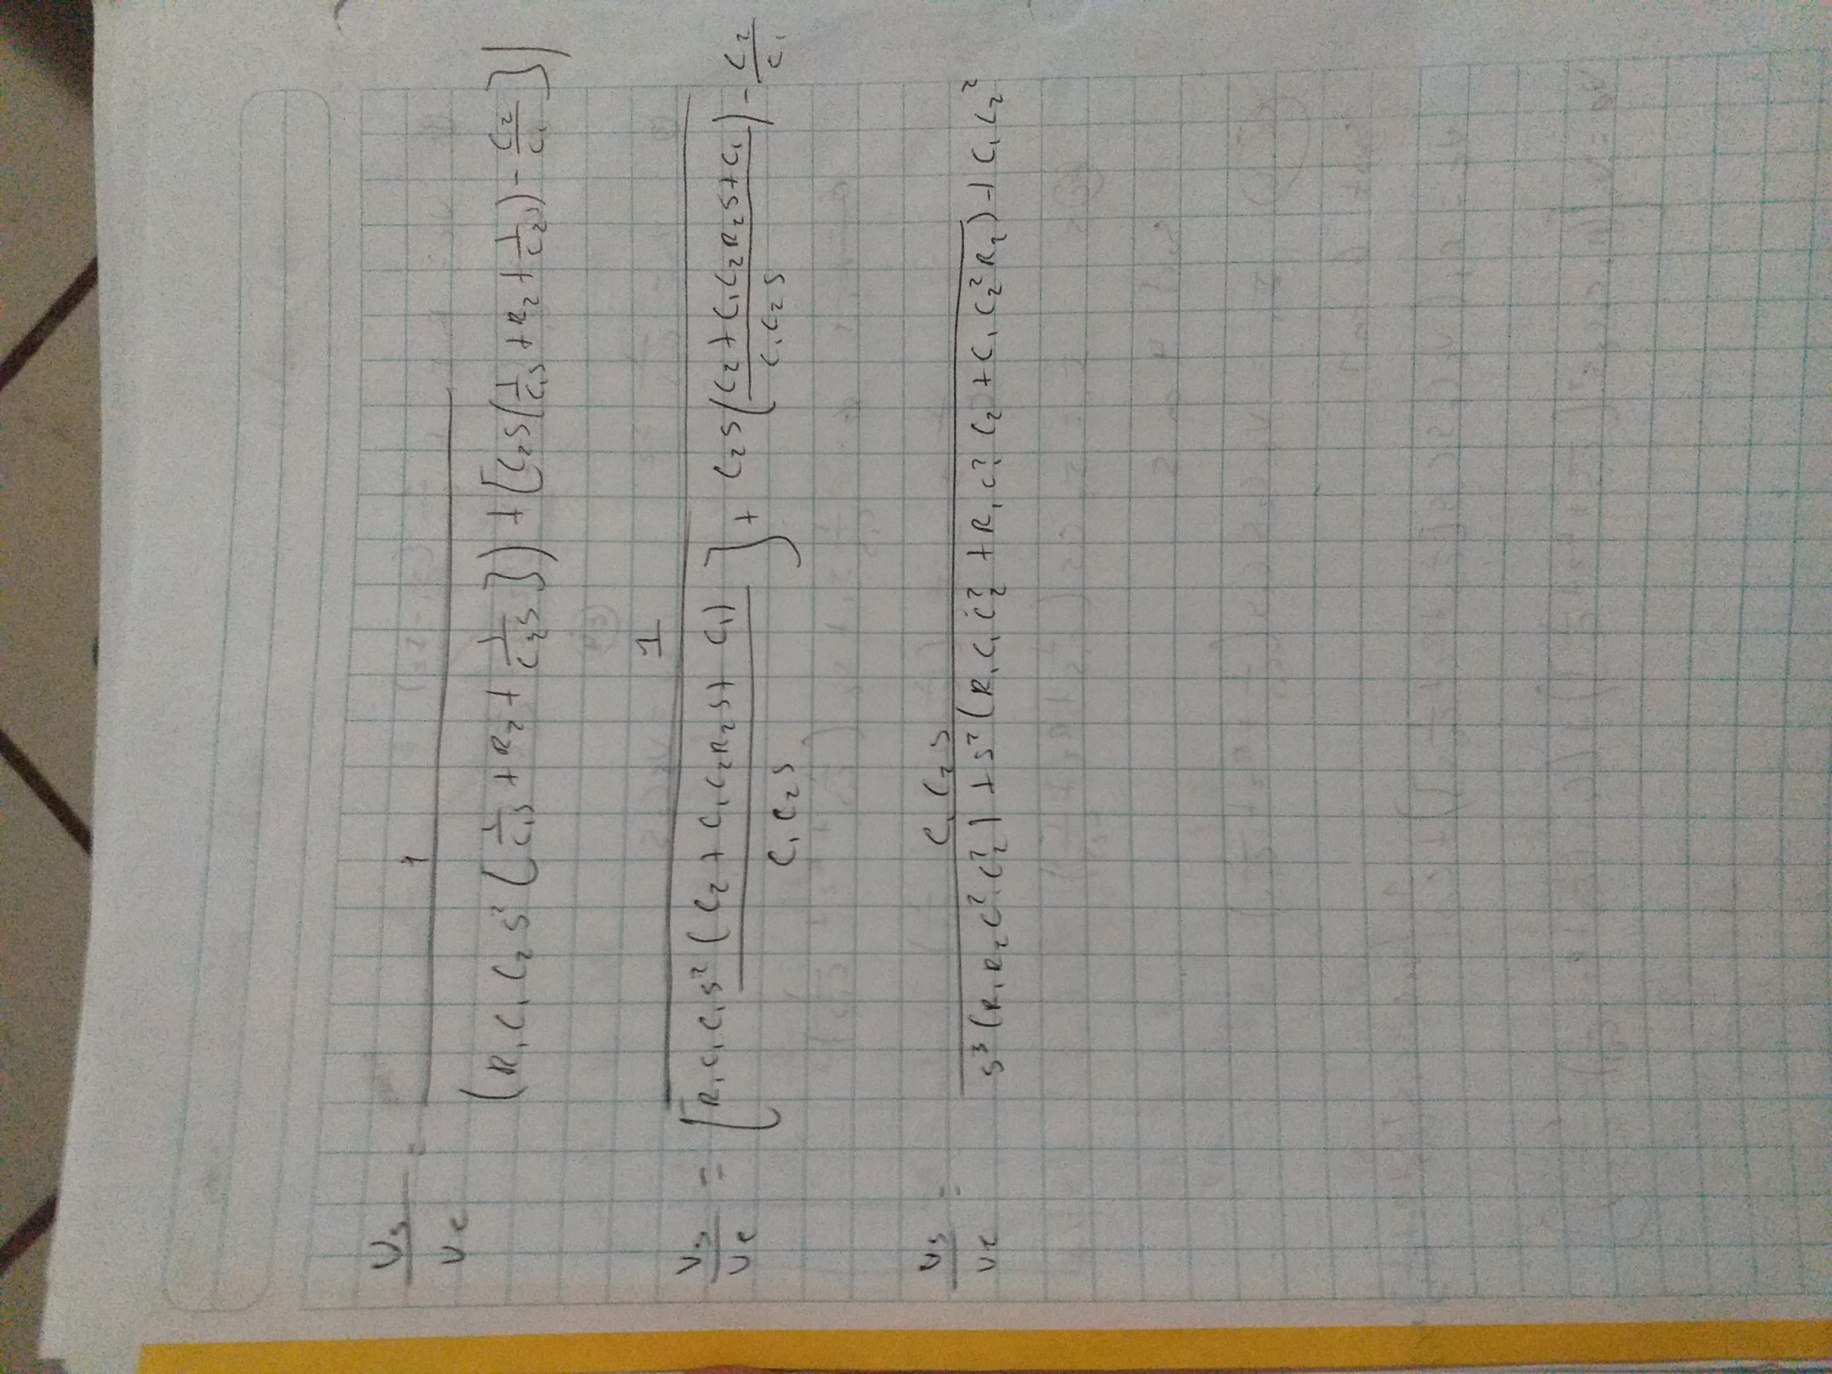 Vs/Ve = 1 / (R₁C₁C₂S²(1/C₁S + R₂ + 1/C₂S])) + [C₂S(1/C₁S + R₂ + 1/C₂S) - C₂/C₁])
Vs/Ve = 1 / [R₁C₁C₁S²(C₂ + C₁C₂R₂S + C₁)/C₁C₂S] + C₂S(C₂ + C₁C₂R₂S + C₁/C₁C₂S) - C₂/C₁
Vs/Ve = C₁C₂S / S³(R₁R₂C²C₂²) + S²(R₁C₁C₂² + R₁C₁²C₂ + C₁C₂²R₂) + C₁C₂²